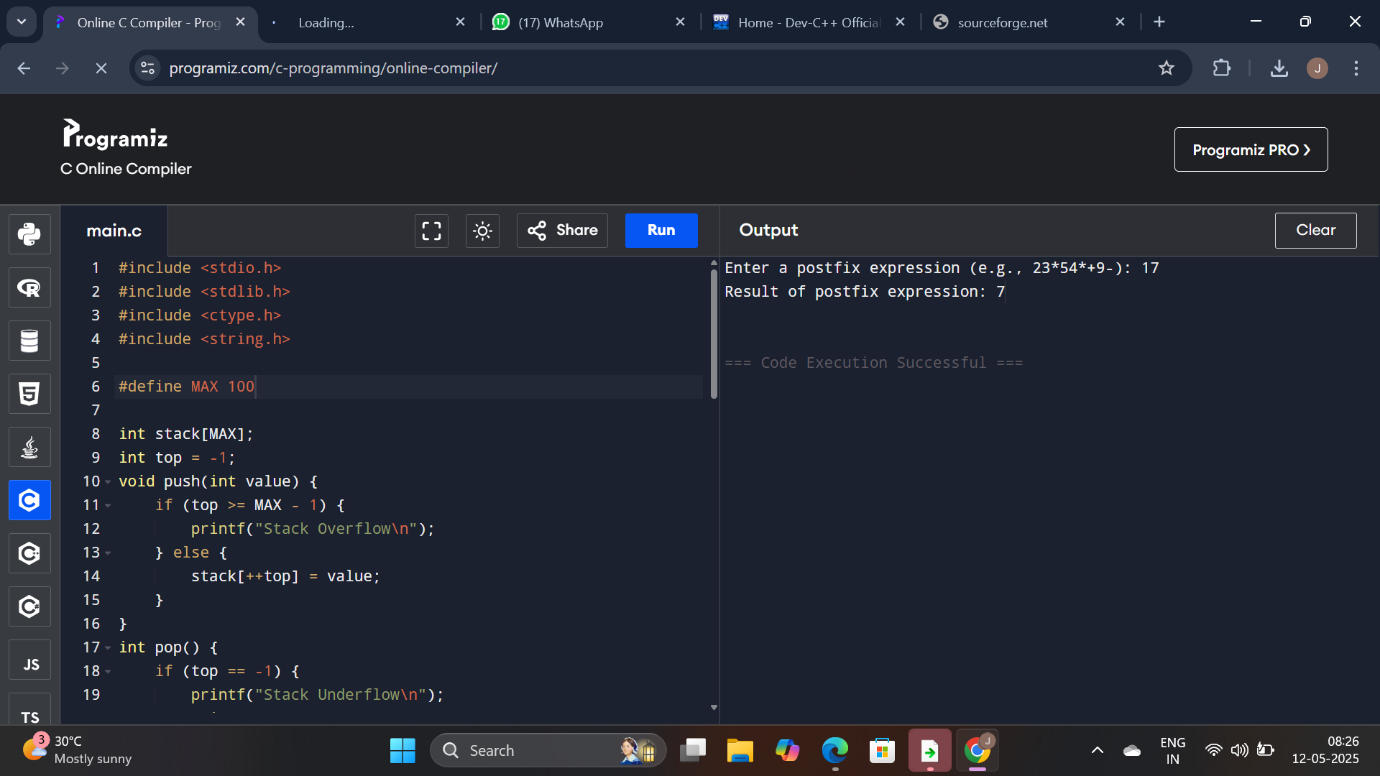 Online C Compiler - Prog
Loading...
(17) WhatsApp
Home - Dev-C++ Official
sourceforge.net
programiz.com/c-programming/online-compiler/
J
Programiz
C Online Compiler
Programiz PRO
main.c
Share
Run
Output
Clear
1 #include <stdio.h>
2 #include <stdlib.h>
3 #include <ctype.h>
4 #include <string.h>
5
6 #define MAX 100
7
8 int stack[MAX];
9 int top = -1;
10 void push(int value) {
11 if (top >= MAX - 1) {
12 printf("Stack Overflow\n");
13 } else {
14 stack[++top] = value;
15 }
16 }
17 int pop() {
18 if (top == -1) {
19 printf("Stack Underflow\n");
Enter a postfix expression (e.g., 23*54*+9-): 17
Result of postfix expression: 7
=== Code Execution Successful ===
JS
TS
3
30°C
Mostly sunny
Search
ENG
IN
08:26
12-05-2025